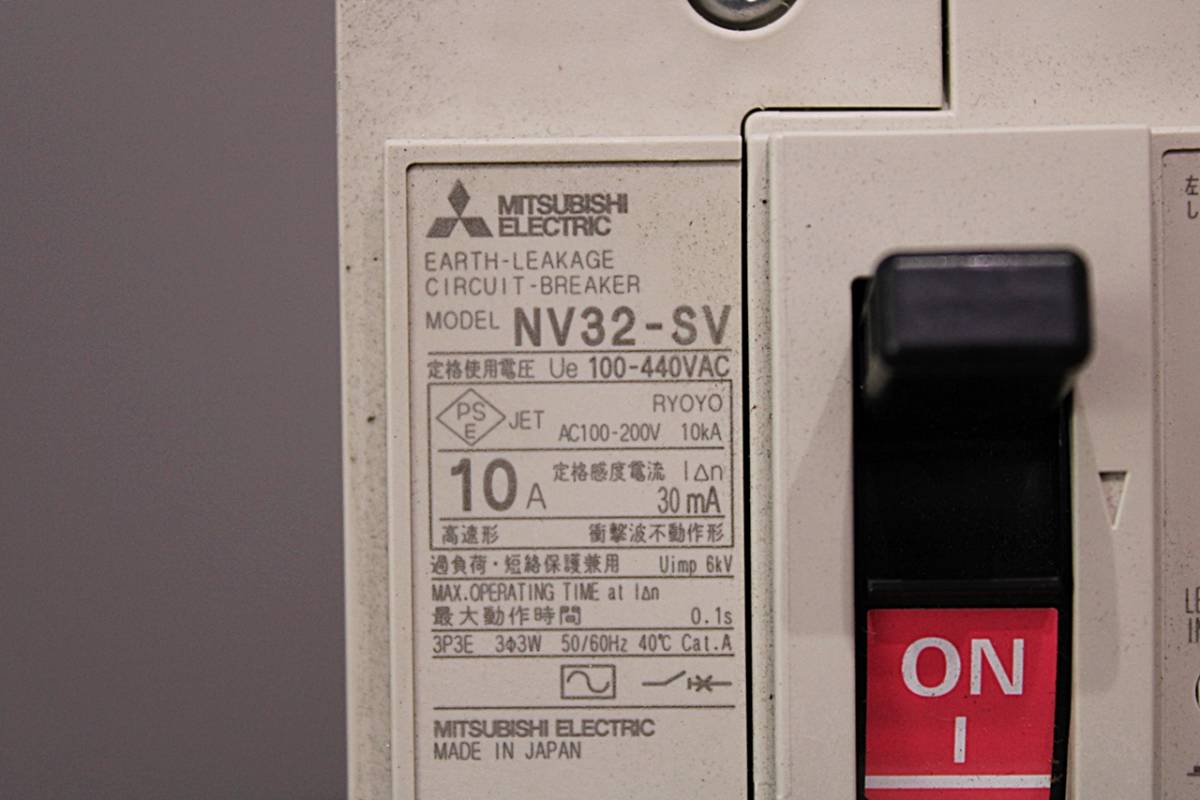 MITSUBISHI
ELECTRIC
EARTH-LEAKAGE
CIRCUIT-BREAKER
MODEL NV32-SV
定格使用電圧 Ue 100-440VAC
PS
E
JET
RYOYO
AC100-200V 10kA
10A
定格感度電流 I△n
30mA
高速形 衝撃波不動作形
過負荷・短絡保護兼用 Uimp 6kV
MAX.OPERATING TIME at I△n
最大動作時間 0.1s
3P3E 3φ3W 50/60Hz 40℃ Cat.A
MITSUBISHI ELECTRIC
MADE IN JAPAN
ON
I
左
し